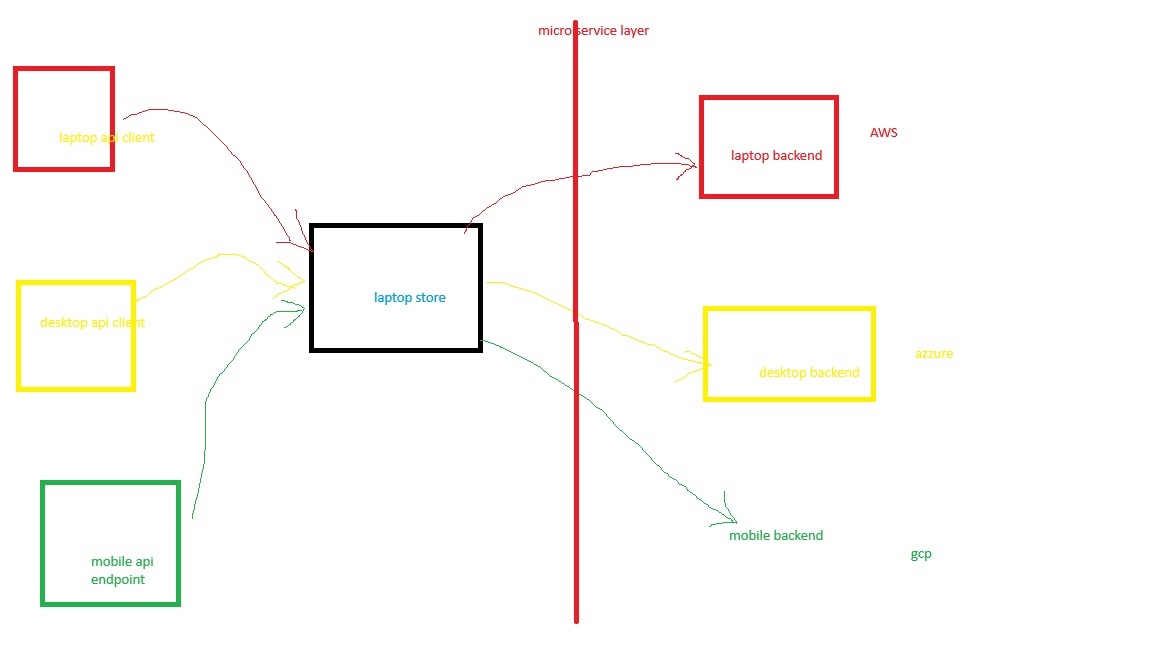 micro service layer
laptop api client
laptop backend
AWS
laptop store
desktop api client
desktop backend
azzure
mobile api
endpoint
mobile backend
gcp